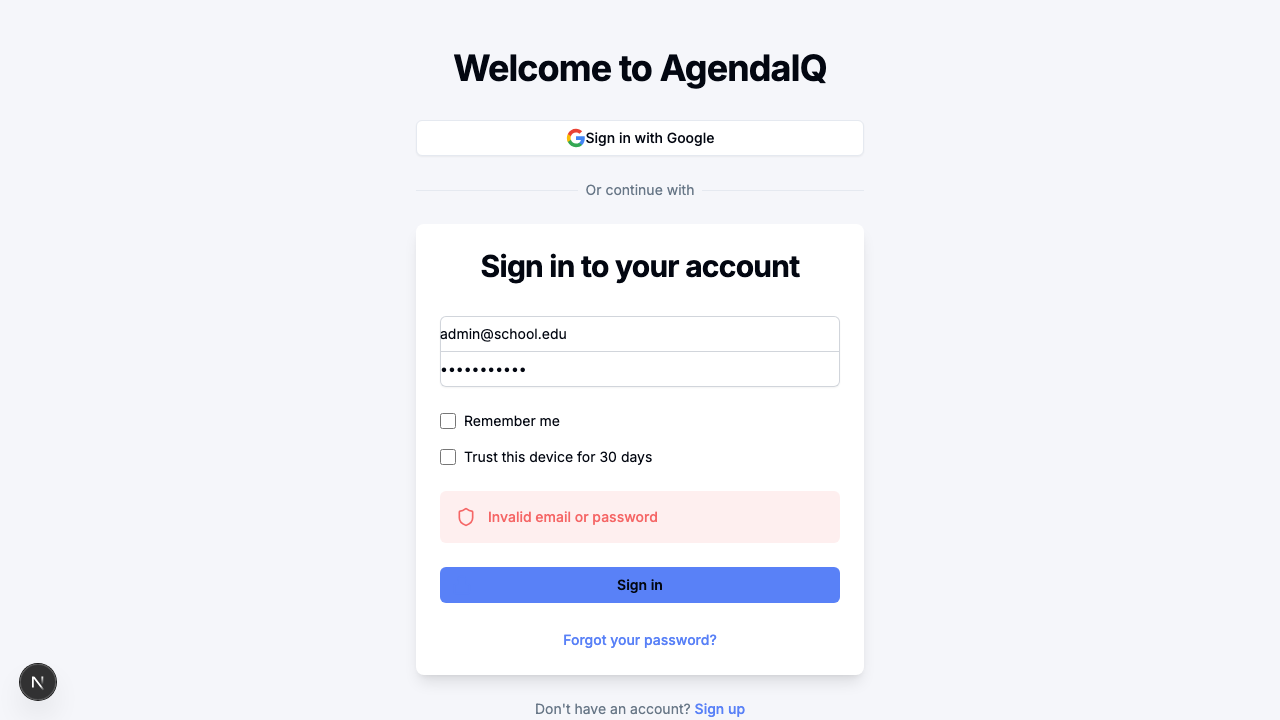 Welcome to AgendaIQ
Sign in with Google
Or continue with
Sign in to your account
admin@school.edu
•••••••••••
Remember me
Trust this device for 30 days
Invalid email or password
Sign in
Forgot your password?
N
Don't have an account? Sign up